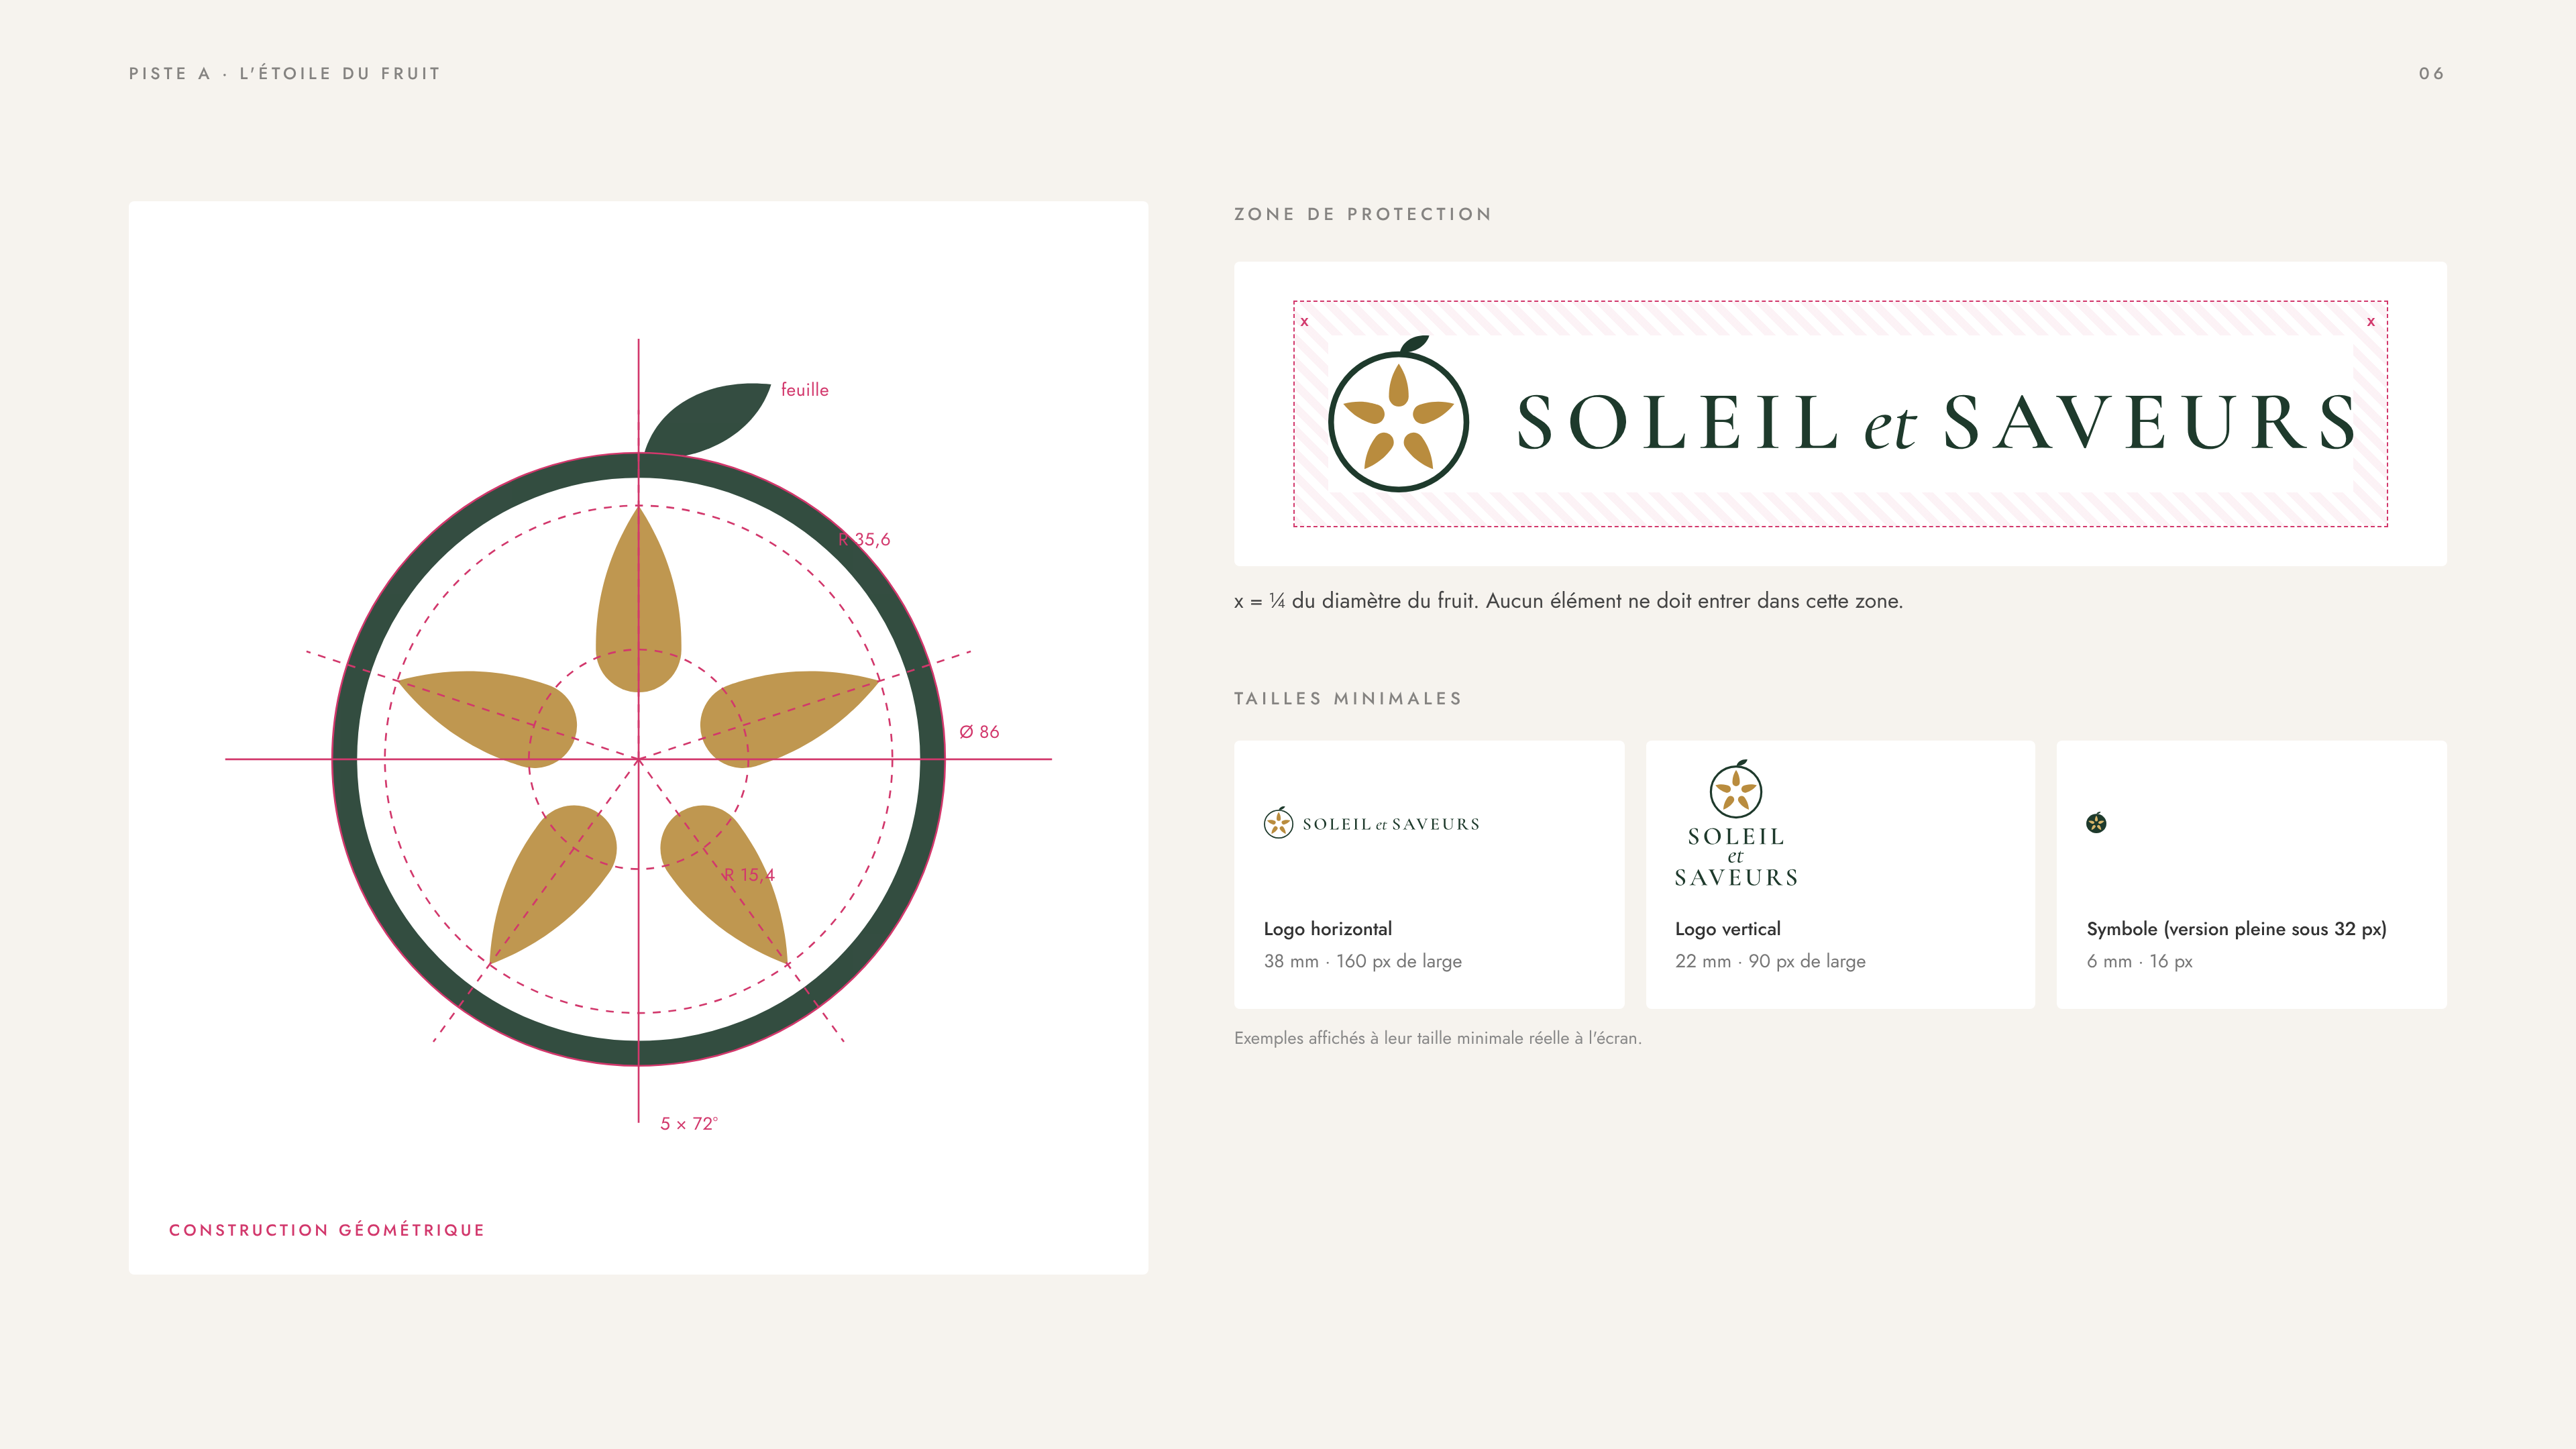 PISTE A · L'ÉTOILE DU FRUIT
06
feuille
R 35,6
Ø 86
R 15,4
5 × 72°
CONSTRUCTION GÉOMÉTRIQUE
ZONE DE PROTECTION
x
x
SOLEIL et SAVEURS
x = ¼ du diamètre du fruit. Aucun élément ne doit entrer dans cette zone.
TAILLES MINIMALES
SOLEIL et SAVEURS
Logo horizontal
38 mm · 160 px de large
SOLEIL
et
SAVEURS
Logo vertical
22 mm · 90 px de large
Symbole (version pleine sous 32 px)
6 mm · 16 px
Exemples affichés à leur taille minimale réelle à l'écran.